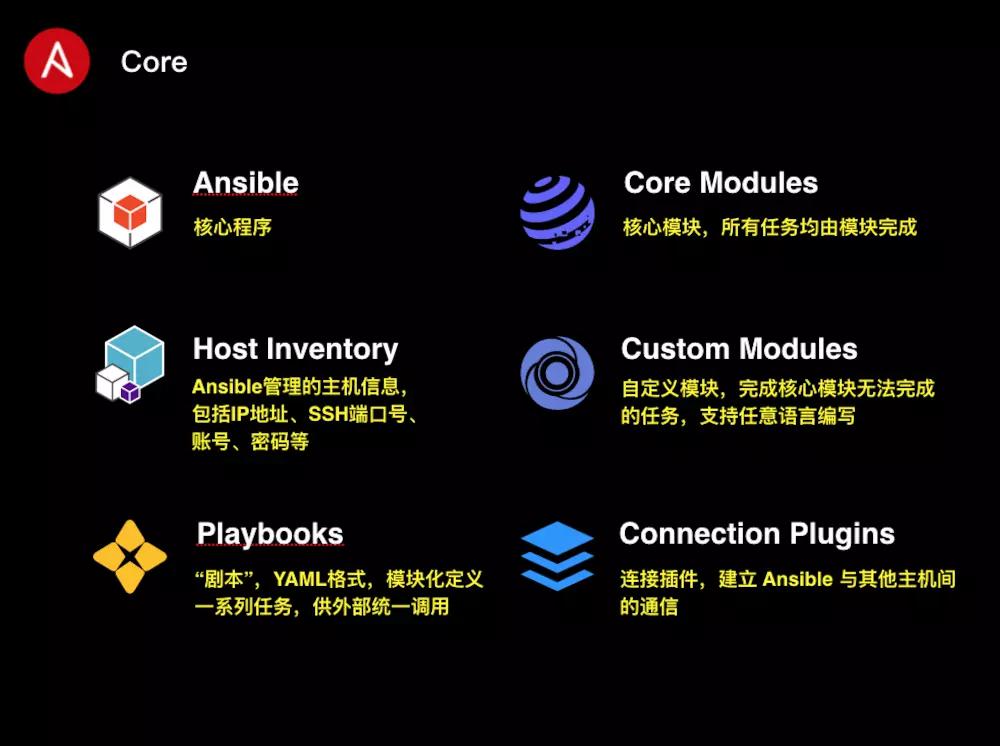 Core
Ansible
核心程序
Core Modules
核心模块，所有任务均由模块完成
Host Inventory
Ansible管理的主机信息，
包括IP地址、SSH端口号、
账号、密码等
Custom Modules
自定义模块，完成核心模块无法完成
的任务，支持任意语言编写
Playbooks
“剧本”，YAML格式，模块化定义
一系列任务，供外部统一调用
Connection Plugins
连接插件，建立 Ansible 与其他主机间
的通信